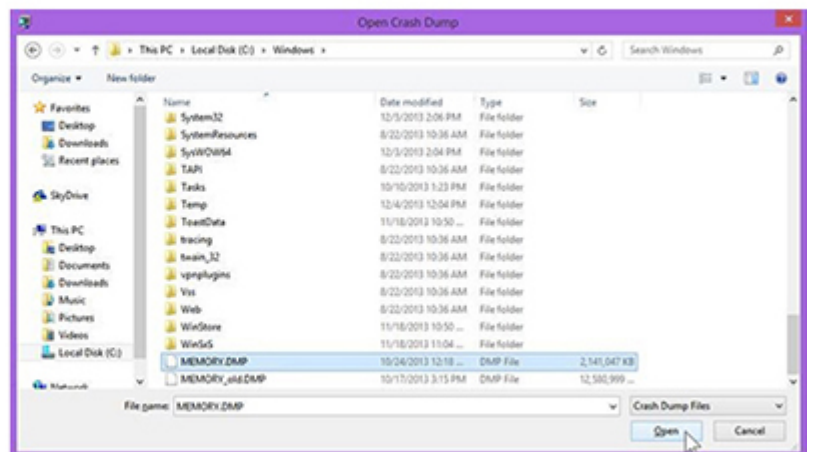 Open Crash Dump
This PC Local Disk (C:) Windows
Search Windows
Organize New folder
Name Date modified Type Size
System32 12/3/2013 2:06 PM File folder
SystemResources 8/22/2013 10:36 AM File folder
SysWOW64 12/3/2013 2:04 PM File folder
TAPI 8/22/2013 10:36 AM File folder
Tasks 10/10/2013 1:23 PM File folder
Temp 12/4/2013 12:04 PM File folder
ToastData 11/18/2013 10:50 ... File folder
tracing 8/22/2013 10:36 AM File folder
twain_32 8/22/2013 10:36 AM File folder
vpnplugins 8/22/2013 10:36 AM File folder
Vss 8/22/2013 10:36 AM File folder
Web 8/22/2013 10:36 AM File folder
WinStore 11/18/2013 10:50 ... File folder
WinSxS 11/18/2013 11:04 ... File folder
MEMORY.DMP 10/24/2013 12:18 ... DMP File 2,141,047 KB
MEMORY_old.DMP 10/17/2013 3:15 PM DMP File 12,580,999 ...
Favorites
Desktop
Downloads
Recent places
SkyDrive
This PC
Desktop
Documents
Downloads
Music
Pictures
Videos
Local Disk (C:)
Network
File name: MEMORY.DMP Crash Dump Files
Open Cancel